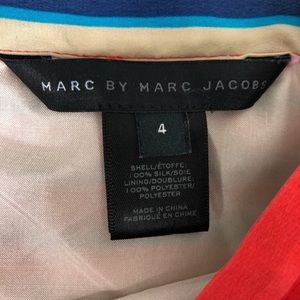 MARC BY MARC JACOBS
4
SHELL/ÉTOFFE:
100% SILK/SOIE
LINING/DOUBLURE:
100% POLYESTER/
POLYESTER
MADE IN CHINA
FABRIQUÉ EN CHINE